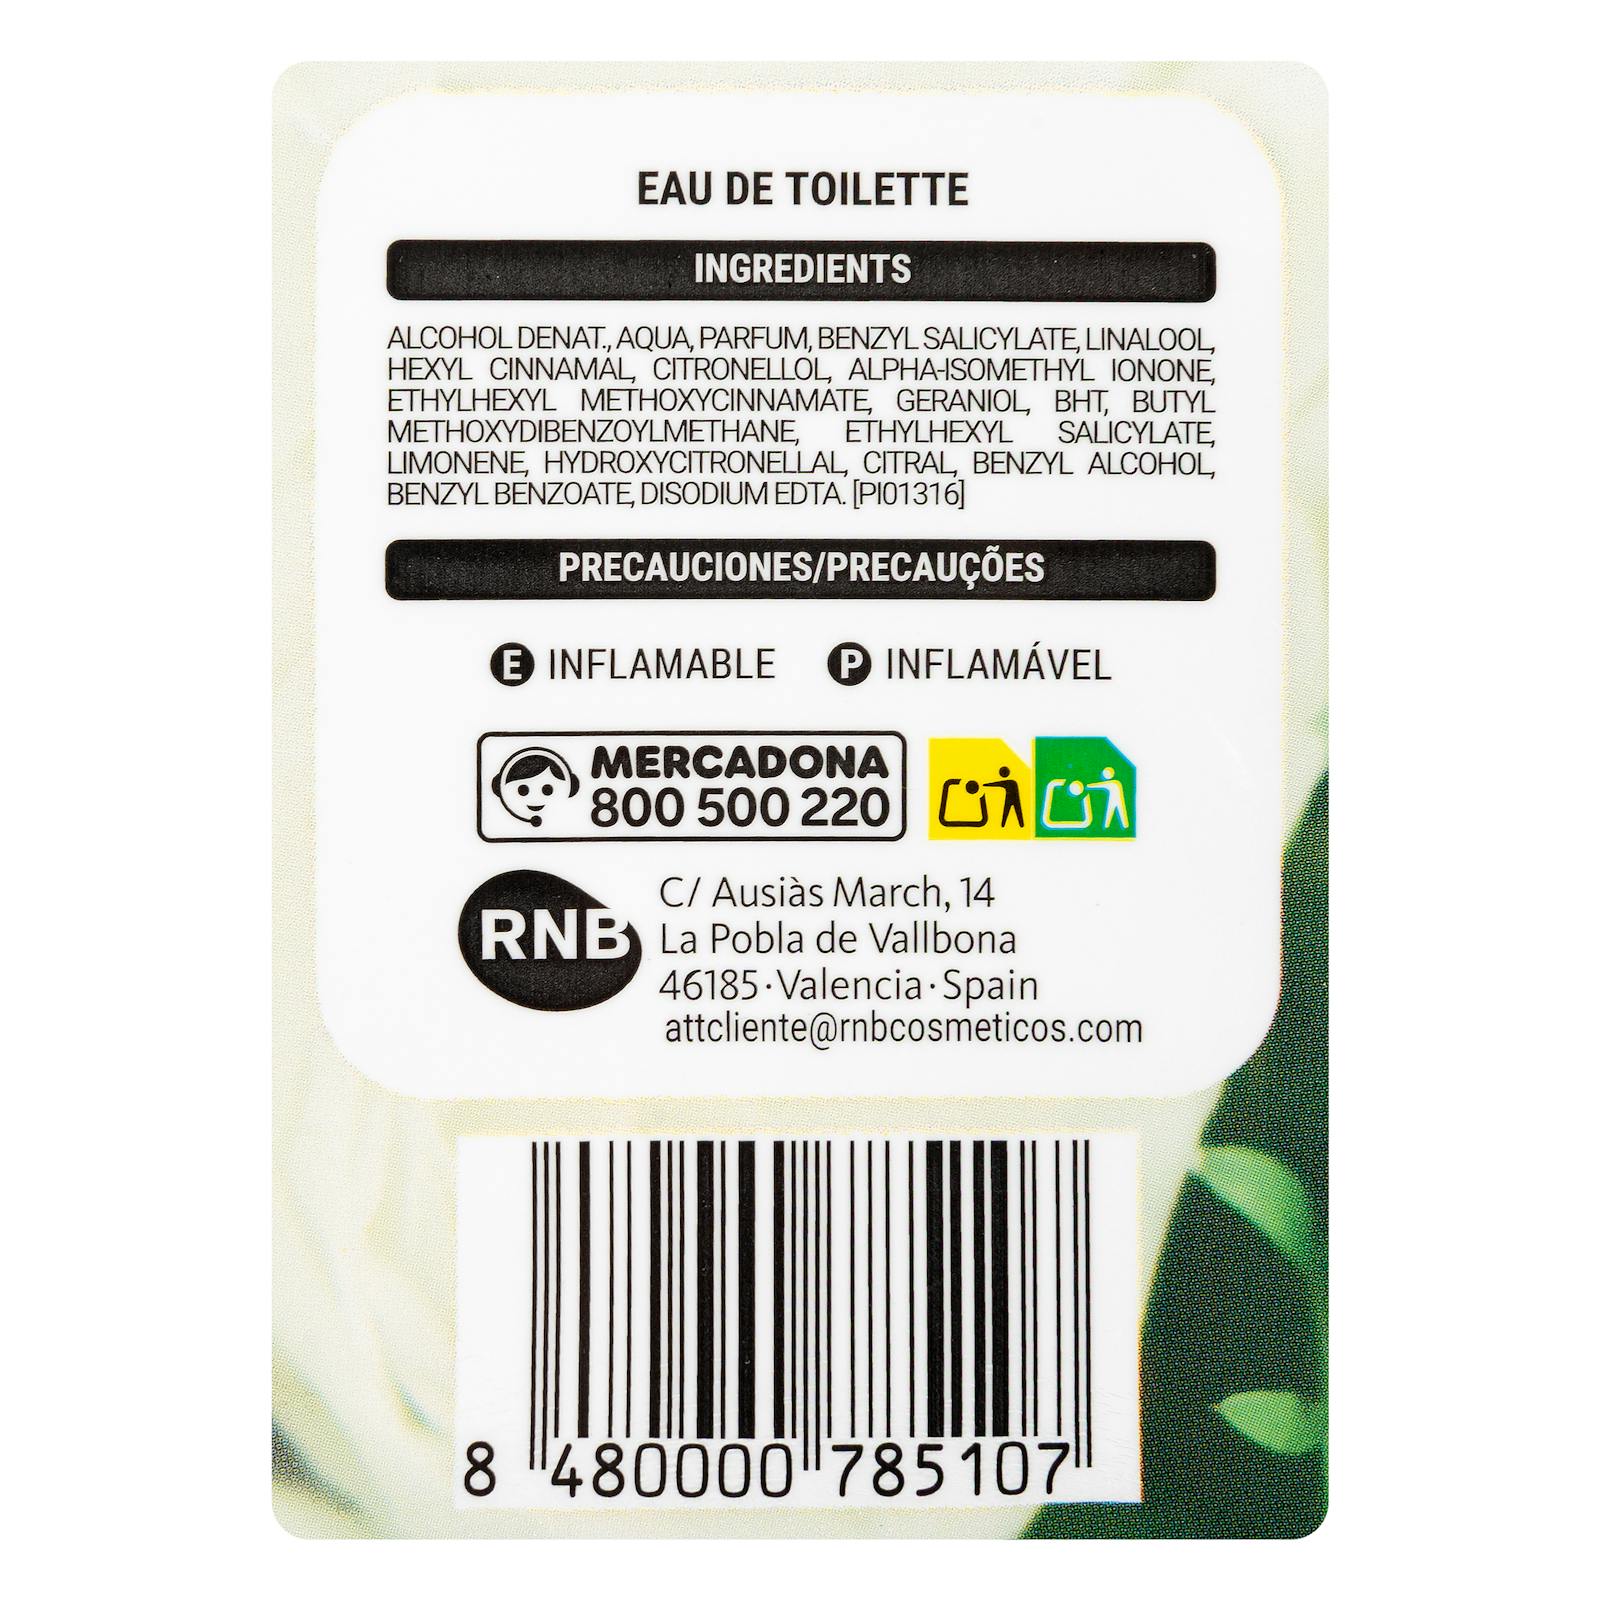 EAU DE TOILETTE
INGREDIENTS
ALCOHOL DENAT., AQUA, PARFUM, BENZYL SALICYLATE, LINALOOL,
HEXYL CINNAMAL, CITRONELLOL, ALPHA-ISOMETHYL IONONE,
ETHYLHEXYL METHOXYCINNAMATE, GERANIOL, BHT, BUTYL
METHOXYDIBENZOYLMETHANE, ETHYLHEXYL SALICYLATE,
LIMONENE, HYDROXYCITRONELLAL, CITRAL, BENZYL ALCOHOL,
BENZYL BENZOATE, DISODIUM EDTA. [PI01316]
PRECAUCIONES/PRECAUÇÕES
E INFLAMABLE P INFLAMÁVEL
MERCADONA
800 500 220
RNB
C/ Ausiàs March, 14
La Pobla de Vallbona
46185·Valencia·Spain
attcliente@rnbcosmeticos.com
8 480000 785107